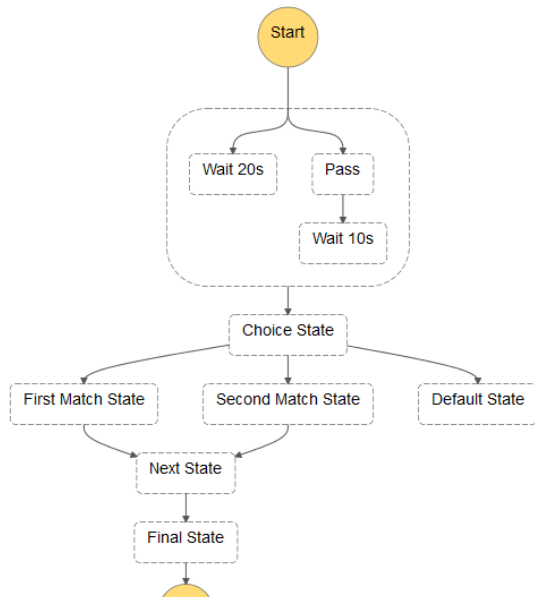 Start
Wait 20s
Pass
Wait 10s
Choice State
First Match State
Second Match State
Default State
Next State
Final State